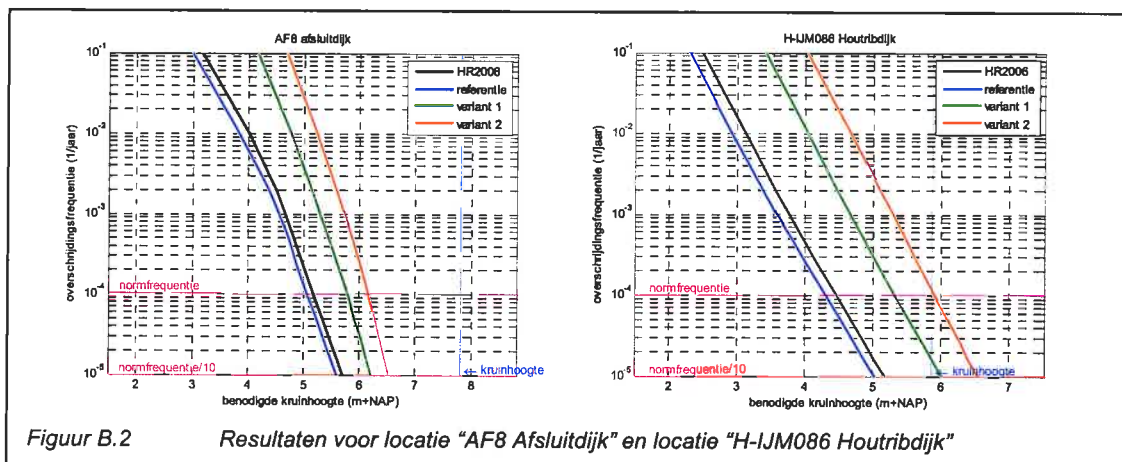 AF8 afsluitdijk
overschrijdingsfrequentie (1/jaar)
10⁻¹
10⁻²
10⁻³
10⁻⁴
10⁻⁵
HR2006
referentie
variant 1
variant 2
normfrequentie
normfrequentie/10
← kruinhoogte
2 3 4 5 6 7 8
benodigde kruinhoogte (m+NAP)
H-IJM086 Houtribdijk
overschrijdingsfrequentie (1/jaar)
10⁻¹
10⁻²
10⁻³
10⁻⁴
10⁻⁵
HR2006
referentie
variant 1
variant 2
normfrequentie
normfrequentie/10
← kruinhoogte
2 3 4 5 6 7
benodigde kruinhoogte (m+NAP)
Figuur B.2 Resultaten voor locatie "AF8 Afsluitdijk" en locatie "H-IJM086 Houtribdijk"